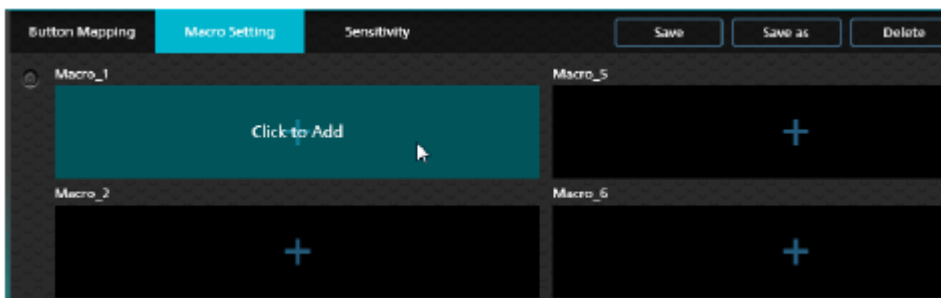 Button Mapping Macro Setting Sensitivity Save Save as Delete
Macro_1 Macro_5
Click to Add
Macro_2 Macro_6